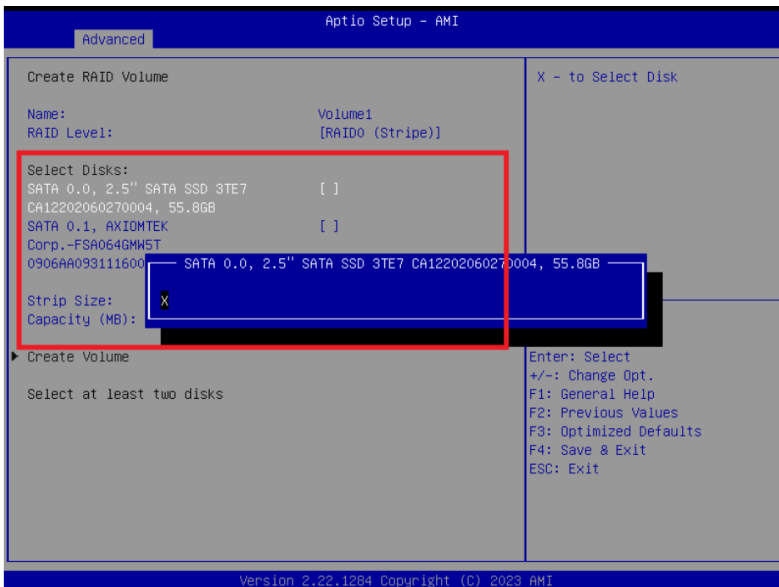 Aptio Setup – AMI
Advanced
Create RAID Volume
Name: Volume1
RAID Level: [RAID0 (Stripe)]
Select Disks:
SATA 0.0, 2.5" SATA SSD 3TE7 [ ]
CA12202060270004, 55.8GB
SATA 0.1, AXIOMTEK [ ]
Corp.-FSA064GMW5T
0906AA093111600
SATA 0.0, 2.5" SATA SSD 3TE7 CA12202060270004, 55.8GB
X
Strip Size:
Capacity (MB):
Create Volume
Select at least two disks
X – to Select Disk
Enter: Select
+/-: Change Opt.
F1: General Help
F2: Previous Values
F3: Optimized Defaults
F4: Save & Exit
ESC: Exit
Version 2.22.1284 Copyright (C) 2023 AMI